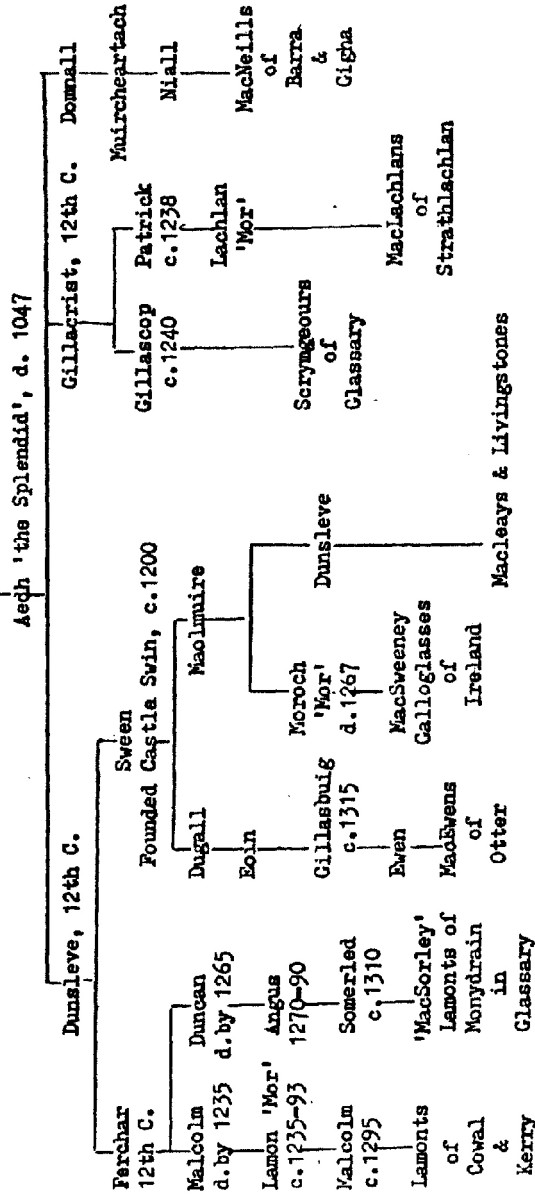 Aedh 'the Splendid', d. 1047
Dunsleve, 12th C.
Gillacrist, 12th C.
Domnall
Ferchar
12th C.
Sween
Founded Castle Swin, c.1200
Gillascop
c.1240
Patrick
c.1238
Muircheartach
Malcolm
d.by 1235
Duncan
d.by 1265
Dugall
Maolmuire
Lachlan
'Mor'
Niall
Lamon 'Mor'
c.1235-93
Angus
1270-90
Eoin
Moroch
'Mor'
d.1267
Dunsleve
Scrymgeours
of
Glassary
MacNeills
of
Barra
&
Gigha
Malcolm
c.1295
Somerled
c.1310
Gillasbuig
c.1315
MacSweeney
Galloglasses
of
Ireland
MacLachlans
of
Strathlachlan
Ewen
Lamonts
of
Cowal
&
Kerry
'MacSorley'
Lamonts of
Monydrain
in
Glassary
MacEwens
of
Otter
Macleays & Livingstones